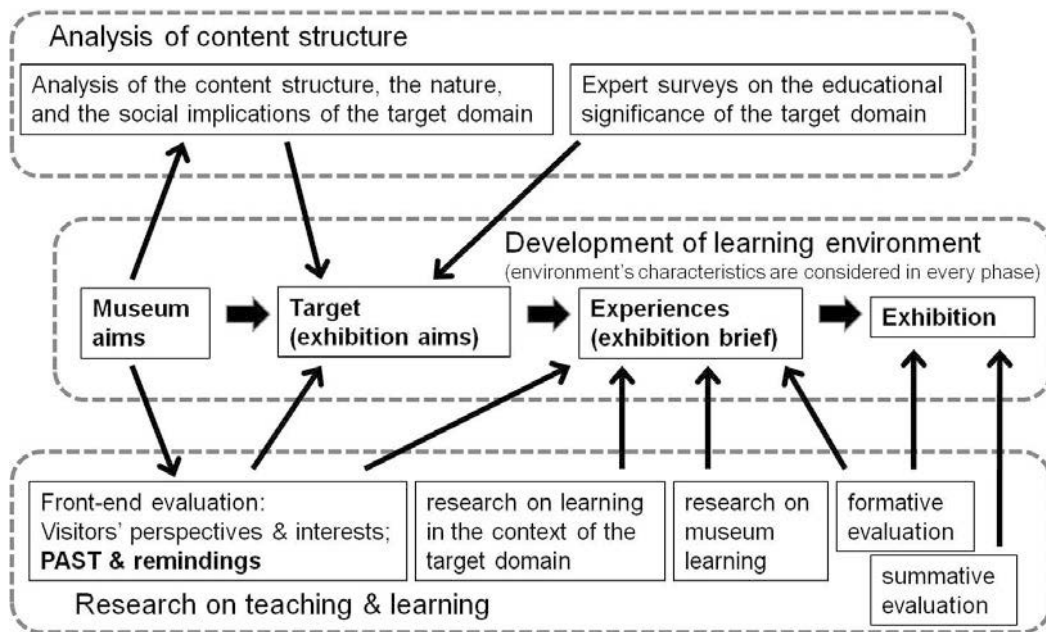 Analysis of content structure
Analysis of the content structure, the nature,
and the social implications of the target domain
Expert surveys on the educational
significance of the target domain
Development of learning environment
(environment's characteristics are considered in every phase)
Museum
aims
Target
(exhibition aims)
Experiences
(exhibition brief)
Exhibition
Front-end evaluation:
Visitors' perspectives & interests;
PAST & remindings
research on learning
in the context of the
target domain
research on
museum
learning
formative
evaluation
summative
evaluation
Research on teaching & learning